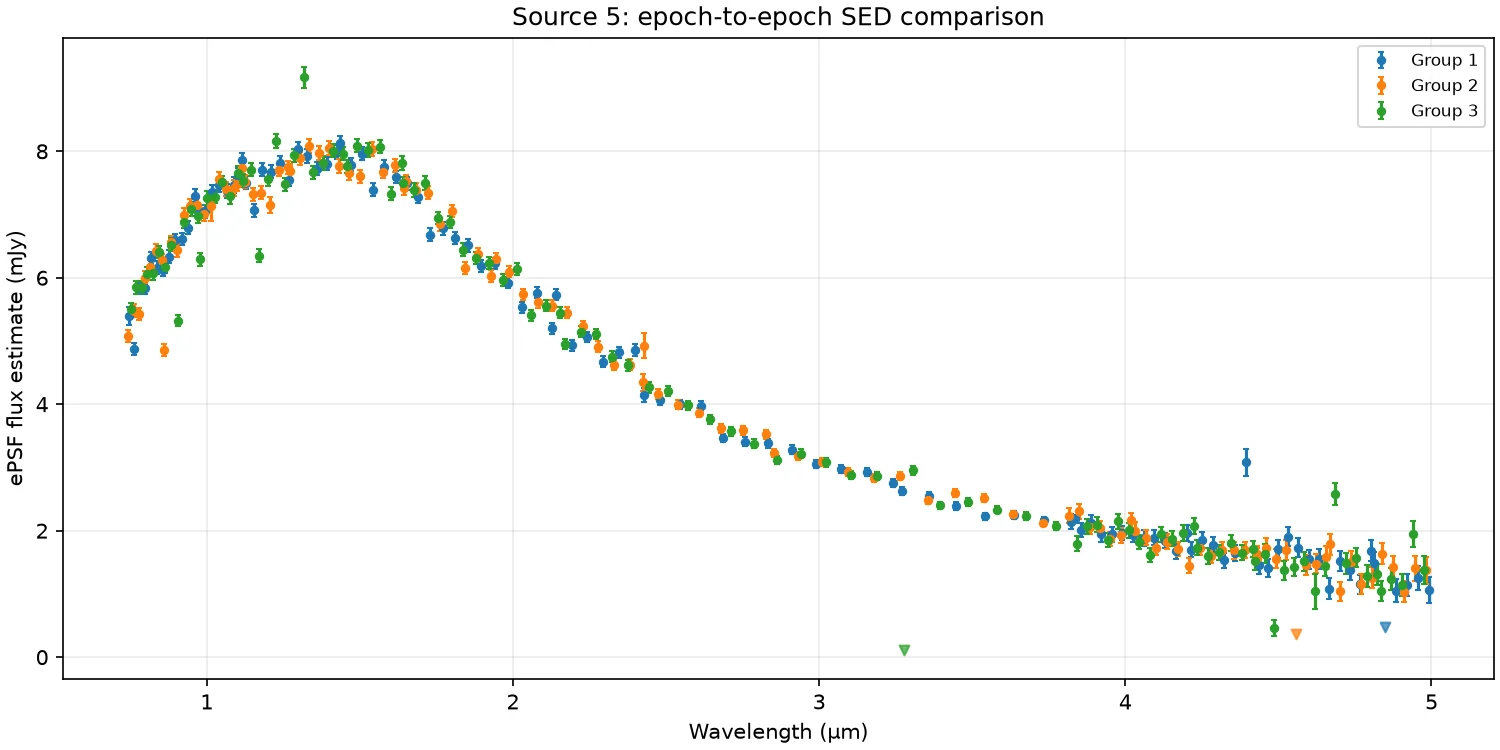 Source 5: epoch-to-epoch SED comparison
ePSF flux estimate (mJy)
8
6
4
2
0
Group 1
Group 2
Group 3
1 2 3 4 5
Wavelength (μm)